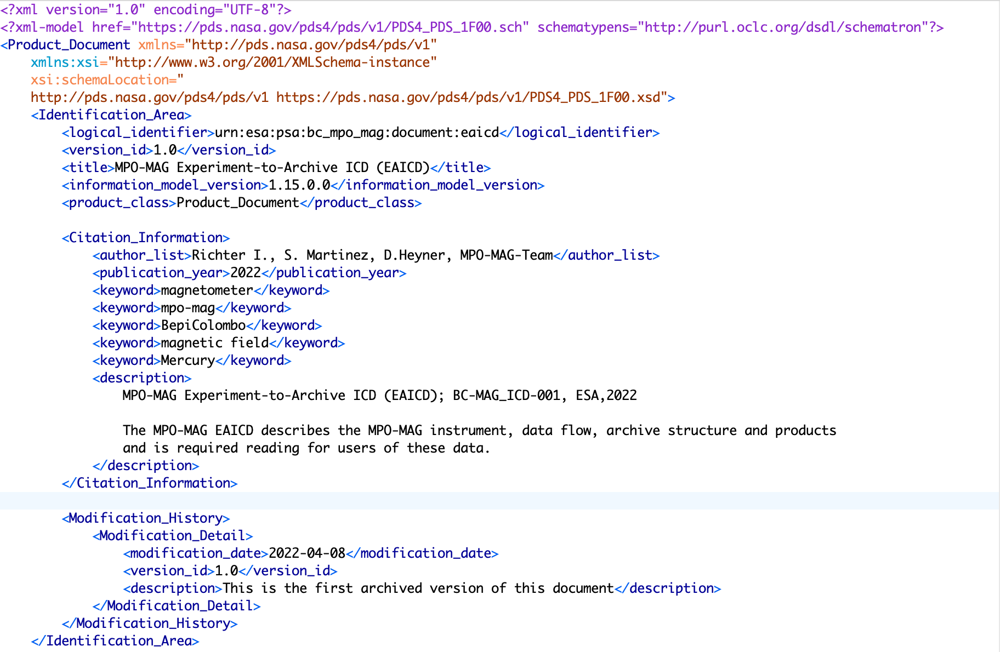 <?xml version="1.0" encoding="UTF-8"?>
<?xml-model href="https://pds.nasa.gov/pds4/pds/v1/PDS4_PDS_1F00.sch" schematypens="http://purl.oclc.org/dsdl/schematron"?>
<Product_Document xmlns="http://pds.nasa.gov/pds4/pds/v1"
    xmlns:xsi="http://www.w3.org/2001/XMLSchema-instance"
    xsi:schemaLocation="
    http://pds.nasa.gov/pds4/pds/v1 https://pds.nasa.gov/pds4/pds/v1/PDS4_PDS_1F00.xsd">
    <Identification_Area>
        <logical_identifier>urn:esa:psa:bc_mpo_mag:document:eaicd</logical_identifier>
        <version_id>1.0</version_id>
        <title>MPO-MAG Experiment-to-Archive ICD (EAICD)</title>
        <information_model_version>1.15.0.0</information_model_version>
        <product_class>Product_Document</product_class>

        <Citation_Information>
            <author_list>Richter I., S. Martinez, D.Heyner, MPO-MAG-Team</author_list>
            <publication_year>2022</publication_year>
            <keyword>magnetometer</keyword>
            <keyword>mpo-mag</keyword>
            <keyword>BepiColombo</keyword>
            <keyword>magnetic field</keyword>
            <keyword>Mercury</keyword>
            <description>
                MPO-MAG Experiment-to-Archive ICD (EAICD); BC-MAG_ICD-001, ESA,2022

                The MPO-MAG EAICD describes the MPO-MAG instrument, data flow, archive structure and products
                and is required reading for users of these data.
            </description>
        </Citation_Information>

        <Modification_History>
            <Modification_Detail>
                <modification_date>2022-04-08</modification_date>
                <version_id>1.0</version_id>
                <description>This is the first archived version of this document</description>
            </Modification_Detail>
        </Modification_History>
    </Identification_Area>